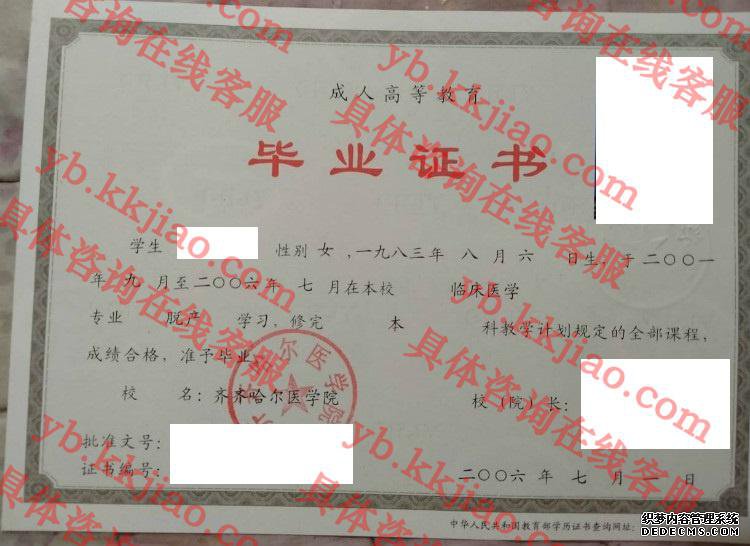 成人高等教育
毕业证书
学生 性别 女 ,一九八三年 八 月 六 日生, 于 二〇〇一
年 九 月至二〇〇六年 七 月在本校 临床医学
专业 脱产 学习, 修完 本 科教学计划规定的全部课程,
成绩合格, 准予毕业
校 名: 齐齐哈尔医学院
校(院)长:
批准文号:
证书编号:
二〇〇六 年 七 月 一 日
中华人民共和国教育部学历证书查询网址:
尔医学院
具体咨询在线客服
yb.kkjiao.com
织梦内容管理系统
DEDECMS.COM